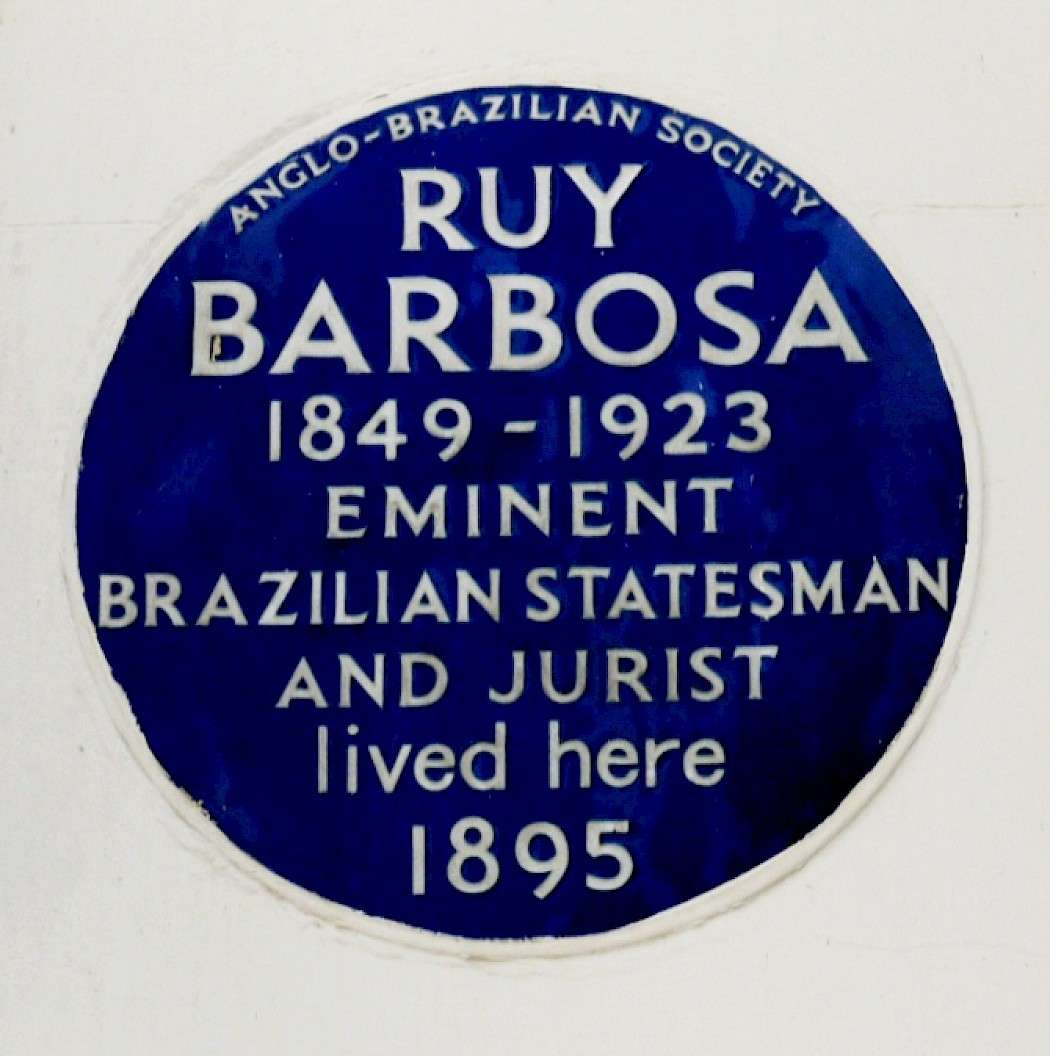 ANGLO-BRAZILIAN SOCIETY
RUY
BARBOSA
1849-1923
EMINENT
BRAZILIAN STATESMAN
AND JURIST
lived here
1895